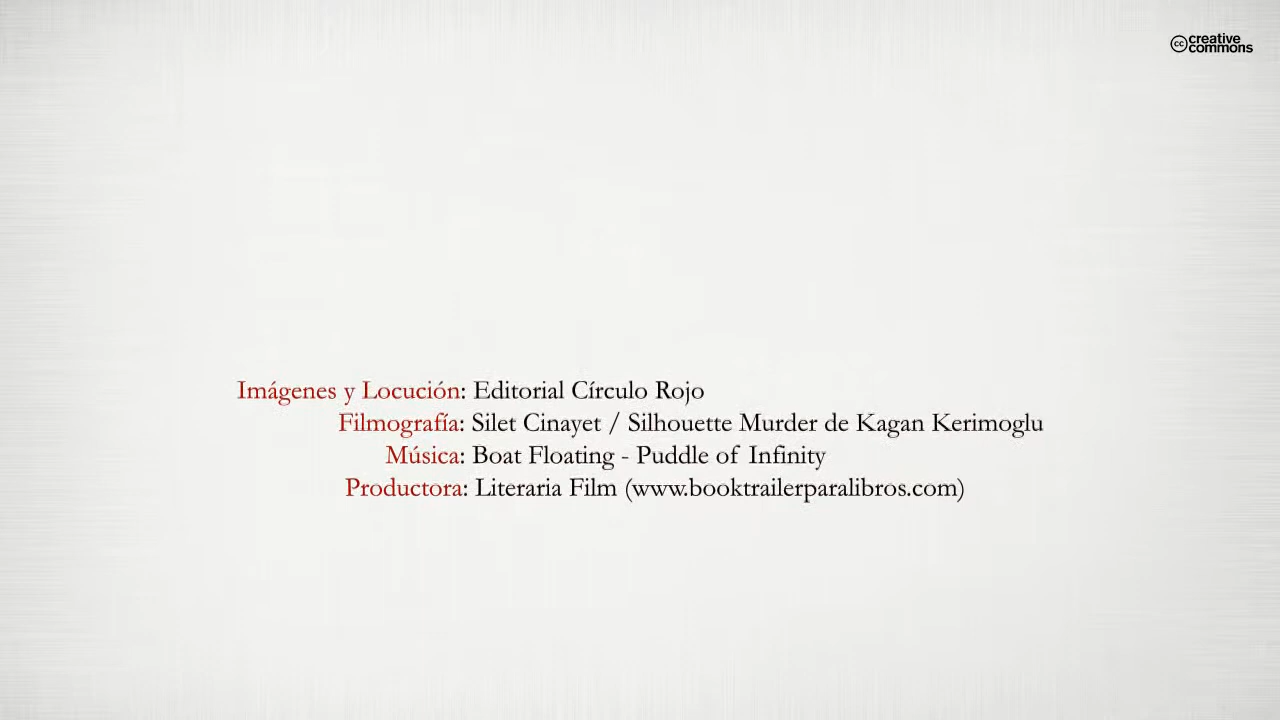 cc creative
commons
Imágenes y Locución: Editorial Círculo Rojo
Filmografía: Silet Cinayet / Silhouette Murder de Kagan Kerimoglu
Música: Boat Floating - Puddle of Infinity
Productora: Literaria Film (www.booktrailerparalibros.com)